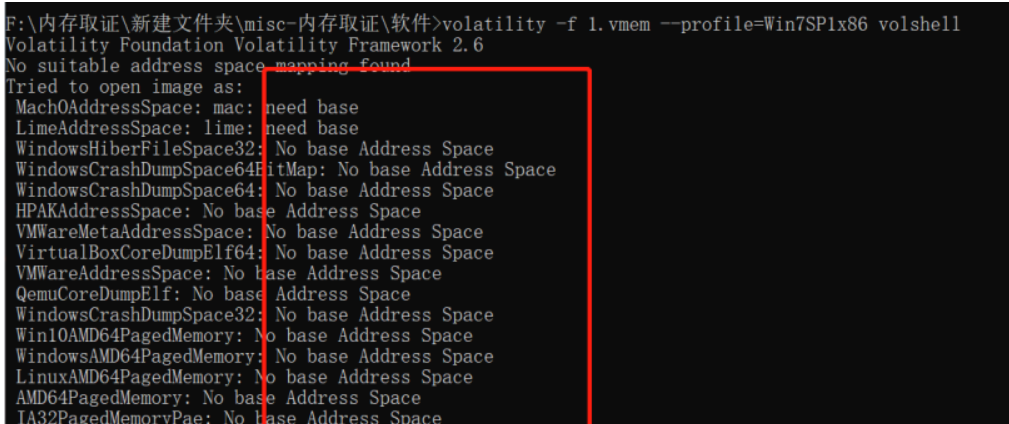 F:\内存取证\新建文件夹\misc-内存取证\软件>volatility -f 1.vmem --profile=Win7SP1x86 volshell
Volatility Foundation Volatility Framework 2.6
No suitable address space mapping found
Tried to open image as:
MachOAddressSpace: mac: need base
LimeAddressSpace: lime: need base
WindowsHiberFileSpace32: No base Address Space
WindowsCrashDumpSpace64BitMap: No base Address Space
WindowsCrashDumpSpace64: No base Address Space
HPAKAddressSpace: No base Address Space
VMWareMetaAddressSpace: No base Address Space
VirtualBoxCoreDumpElf64: No base Address Space
VMWareAddressSpace: No base Address Space
QemuCoreDumpElf: No base Address Space
WindowsCrashDumpSpace32: No base Address Space
Win10AMD64PagedMemory: No base Address Space
WindowsAMD64PagedMemory: No base Address Space
LinuxAMD64PagedMemory: No base Address Space
AMD64PagedMemory: No base Address Space
IA32PagedMemoryPae: No base Address Space